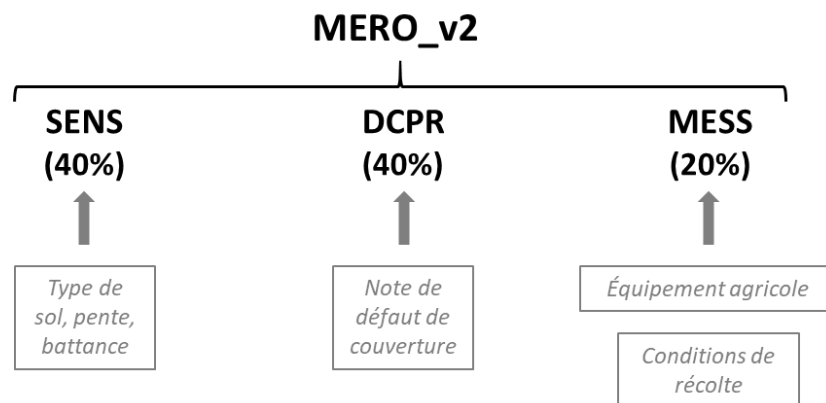 MERO_v2
SENS
(40%)
DCPR
(40%)
MESS
(20%)
Type de
sol, pente,
battance
Note de
défaut de
couverture
Équipement agricole
Conditions de
récolte